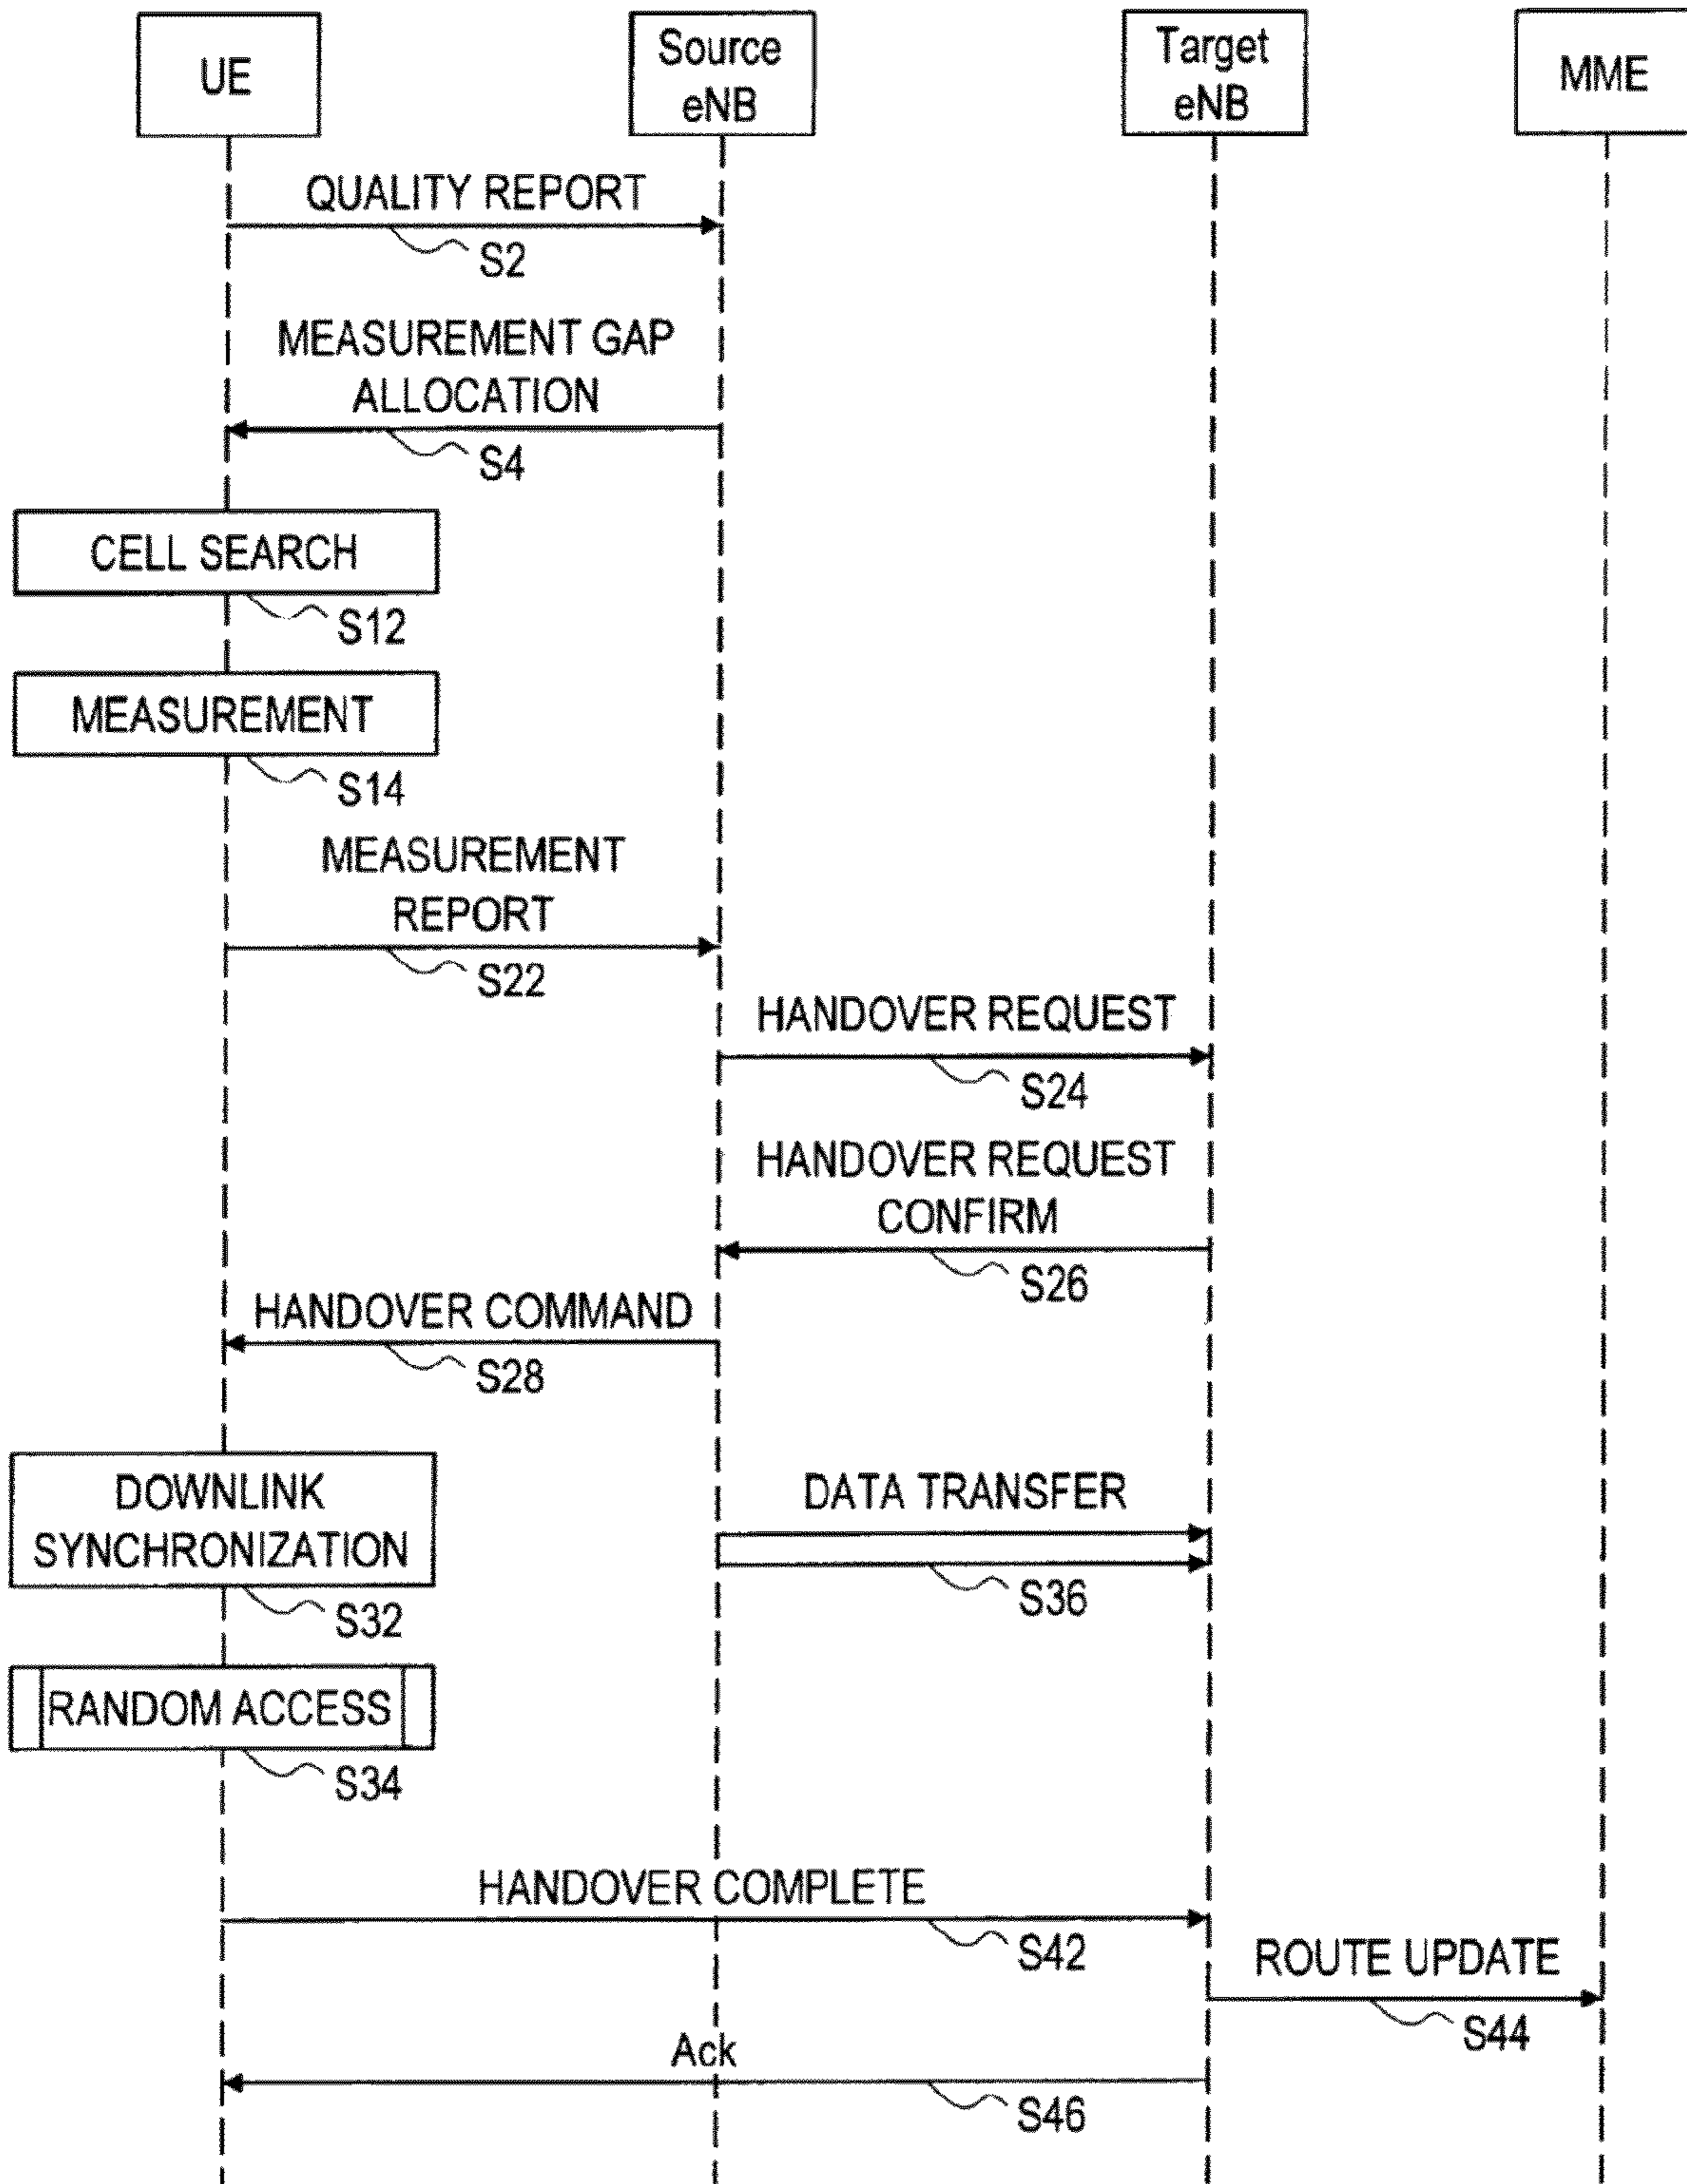 UE
Source
eNB
Target
eNB
MME
QUALITY REPORT
S2
MEASUREMENT GAP
ALLOCATION
S4
CELL SEARCH
S12
MEASUREMENT
S14
MEASUREMENT
REPORT
S22
HANDOVER REQUEST
S24
HANDOVER REQUEST
CONFIRM
S26
HANDOVER COMMAND
S28
DOWNLINK
SYNCHRONIZATION
S32
DATA TRANSFER
S36
RANDOM ACCESS
S34
HANDOVER COMPLETE
S42
ROUTE UPDATE
S44
Ack
S46